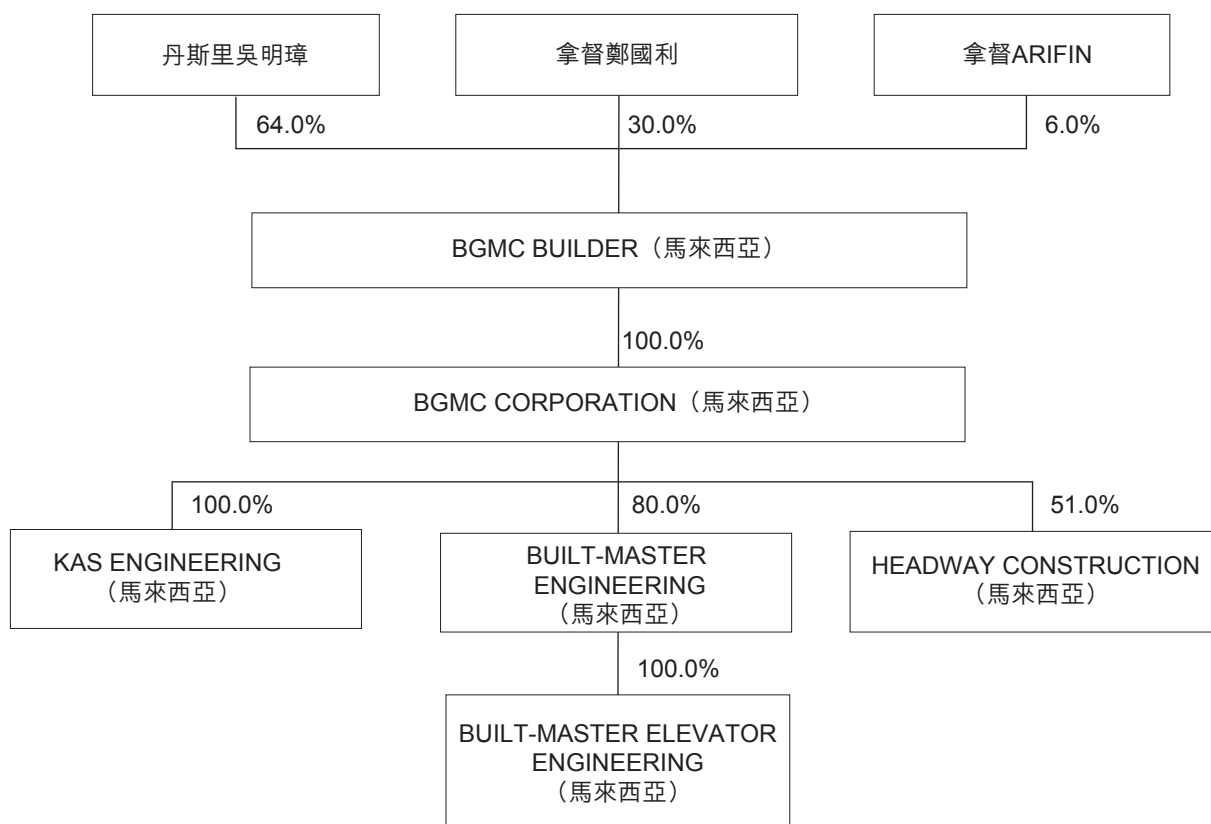 丹斯里吳明璋
拿督鄭國利
拿督ARIFIN
64.0%
30.0%
6.0%
BGMC BUILDER（馬來西亞）
100.0%
BGMC CORPORATION（馬來西亞）
100.0%
80.0%
51.0%
KAS ENGINEERING
（馬來西亞）
BUILT-MASTER
ENGINEERING
（馬來西亞）
HEADWAY CONSTRUCTION
（馬來西亞）
100.0%
BUILT-MASTER ELEVATOR
ENGINEERING
（馬來西亞）